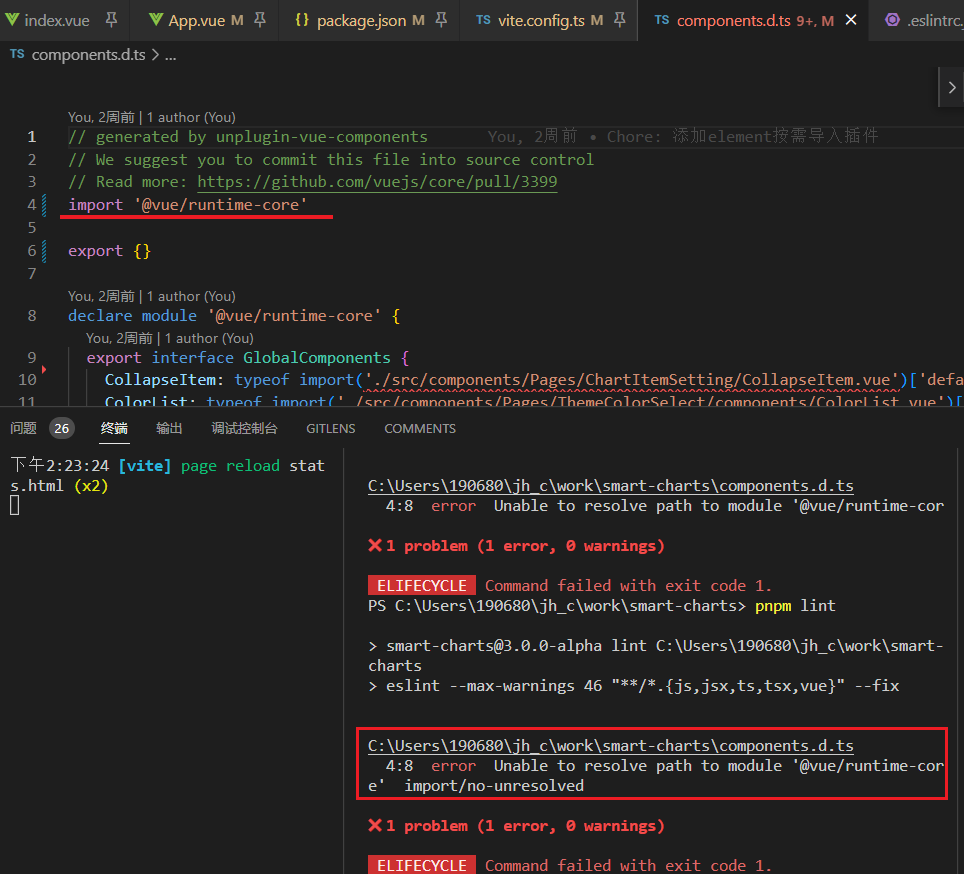 index.vue
App.vue M
{} package.json M
TS vite.config.ts M
TS components.d.ts 9+, M
.eslintrc.
TS components.d.ts > ...
You, 2周前 | 1 author (You)
1 // generated by unplugin-vue-components You, 2周前 • Chore: 添加element按需导入插件
2 // We suggest you to commit this file into source control
3 // Read more: https://github.com/vuejs/core/pull/3399
4 import '@vue/runtime-core'
5
6 export {}
7
You, 2周前 | 1 author (You)
8 declare module '@vue/runtime-core' {
You, 2周前 | 1 author (You)
9 export interface GlobalComponents {
10 CollapseItem: typeof import('./src/components/Pages/ChartItemSetting/CollapseItem.vue')['defa
11 ColorList: typeof import('./src/components/Pages/ThemeColorSelect/components/ColorList.vue')[
问题 26 终端 输出 调试控制台 GITLENS COMMENTS
下午2:23:24 [vite] page reload stat
s.html (x2)
C:\Users\190680\jh_c\work\smart-charts\components.d.ts
4:8 error Unable to resolve path to module '@vue/runtime-cor
1 problem (1 error, 0 warnings)
ELIFECYCLE Command failed with exit code 1.
PS C:\Users\190680\jh_c\work\smart-charts> pnpm lint
> smart-charts@3.0.0-alpha lint C:\Users\190680\jh_c\work\smart-
charts
> eslint --max-warnings 46 "**/*.{js,jsx,ts,tsx,vue}" --fix
C:\Users\190680\jh_c\work\smart-charts\components.d.ts
4:8 error Unable to resolve path to module '@vue/runtime-cor
e' import/no-unresolved
1 problem (1 error, 0 warnings)
ELIFECYCLE Command failed with exit code 1.